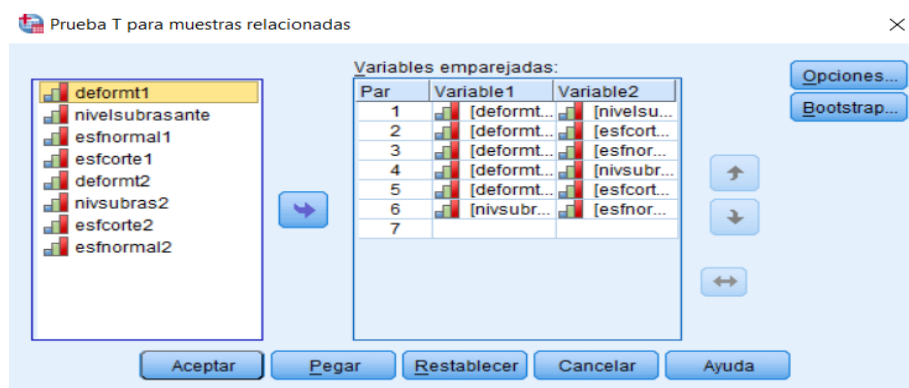 Prueba T para muestras relacionadas
Variables emparejadas:
deformt1
nivelsubrasante
esfnormal1
esfcorte1
deformt2
nivsubras2
esfcorte2
esfnormal2
Par Variable1 Variable2
1 [deformt... [nivelsu...
2 [deformt... [esfcort...
3 [deformt... [esfnor...
4 [deformt... [nivsubr...
5 [deformt... [esfcort...
6 [nivsubr... [esfnor...
7
Opciones...
Bootstrap...
Aceptar Pegar Restablecer Cancelar Ayuda